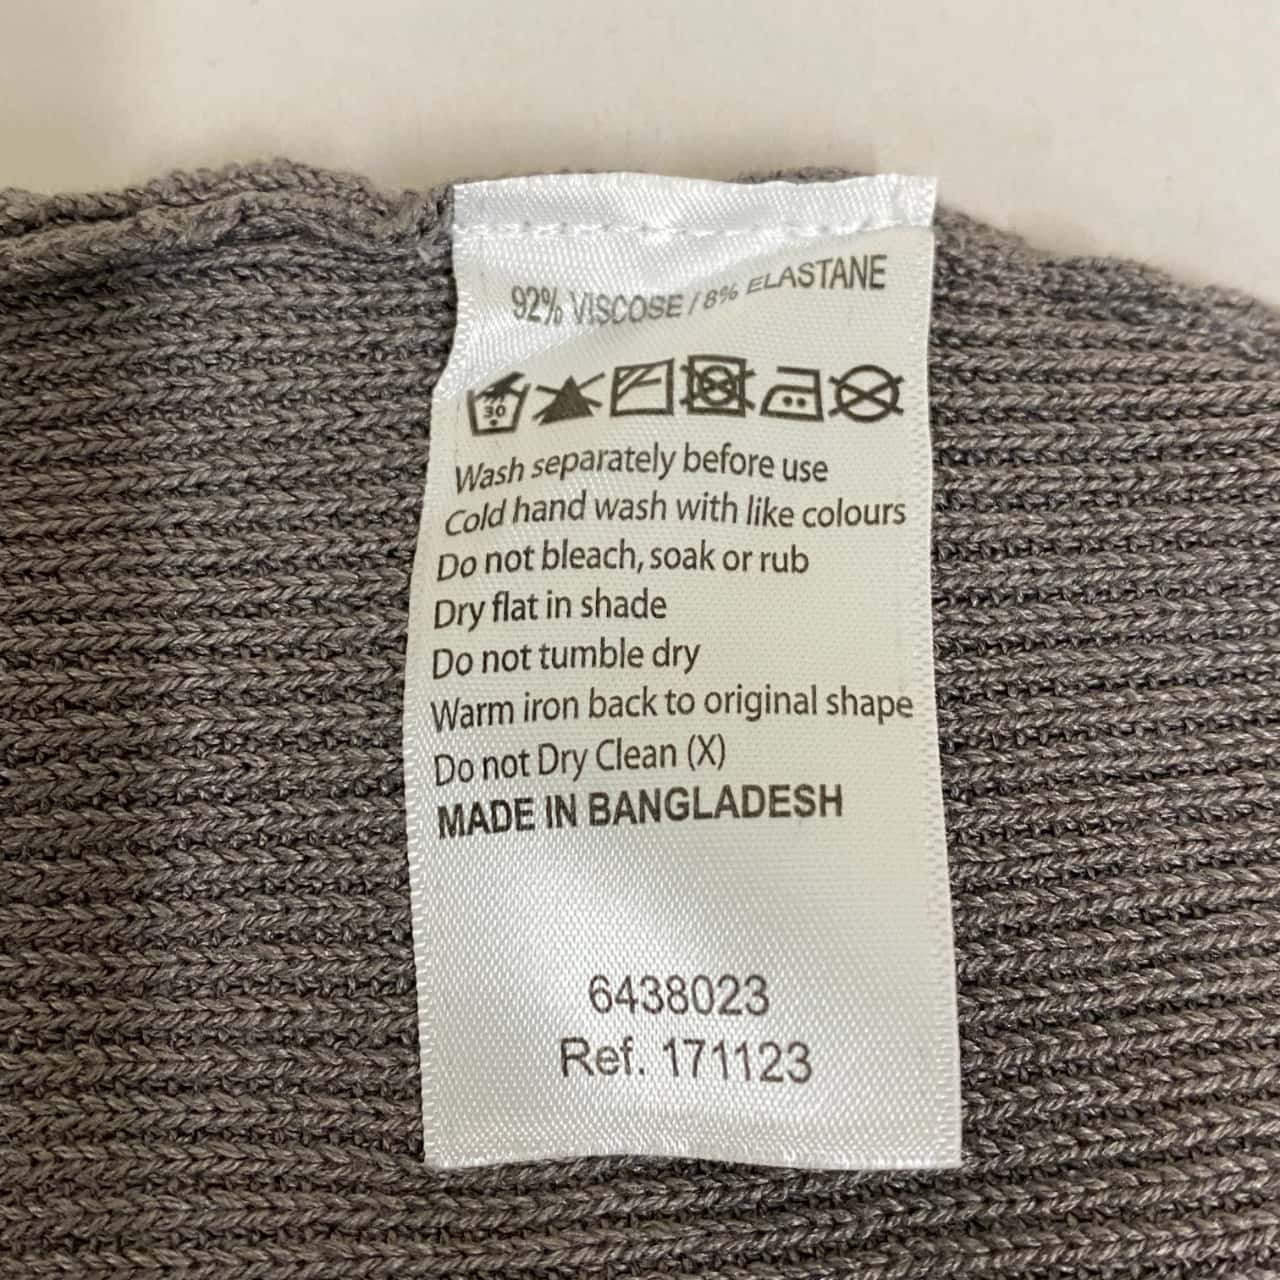 92% VISCOSE / 8% ELASTANE
30
Wash separately before use
Cold hand wash with like colours
Do not bleach, soak or rub
Dry flat in shade
Do not tumble dry
Warm iron back to original shape
Do not Dry Clean (X)
MADE IN BANGLADESH
6438023
Ref. 171123